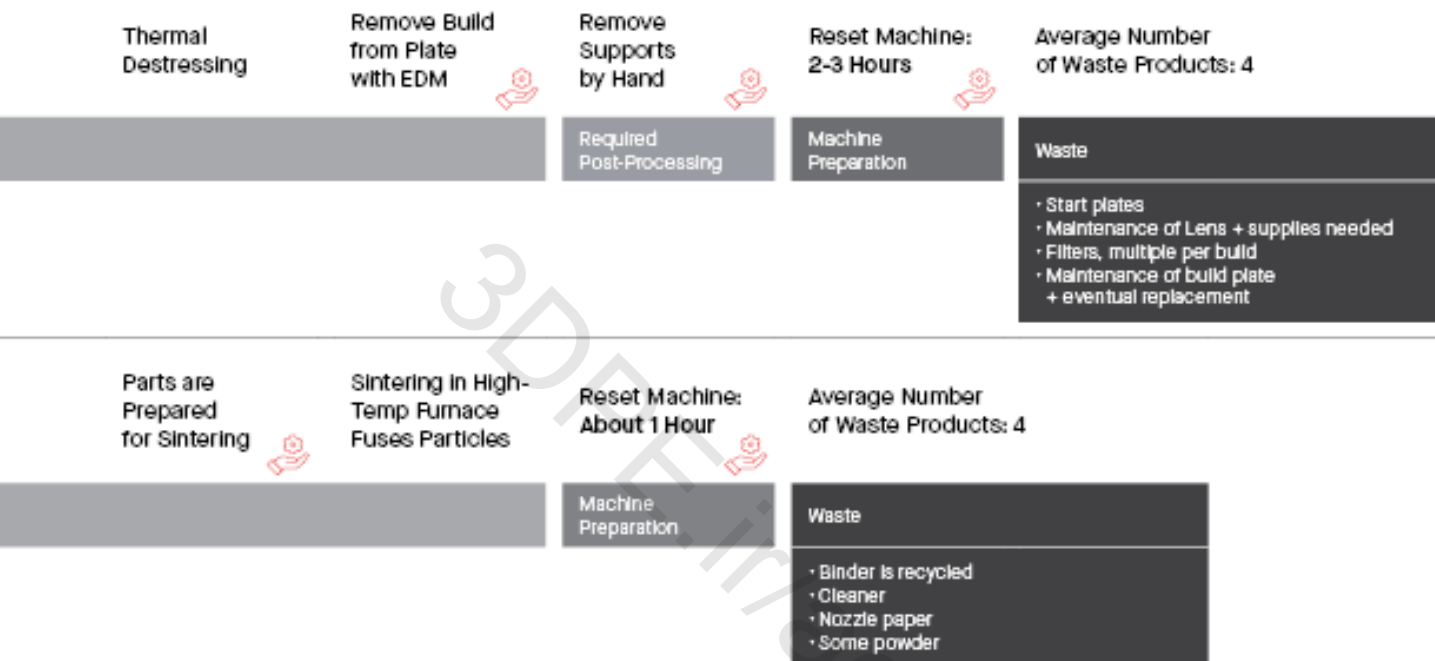 Thermal
Destressing
Remove Build
from Plate
with EDM
Remove
Supports
by Hand
Reset Machine:
2-3 Hours
Average Number
of Waste Products: 4
Required
Post-Processing
Machine
Preparation
Waste
• Start plates
• Maintenance of Lens + supplies needed
• Filters, multiple per build
• Maintenance of build plate
+ eventual replacement
Parts are
Prepared
for Sintering
Sintering in High-
Temp Furnace
Fuses Particles
Reset Machine:
About 1 Hour
Average Number
of Waste Products: 4
Machine
Preparation
Waste
• Binder is recycled
• Cleaner
• Nozzle paper
• Some powder
3DPE.ir/